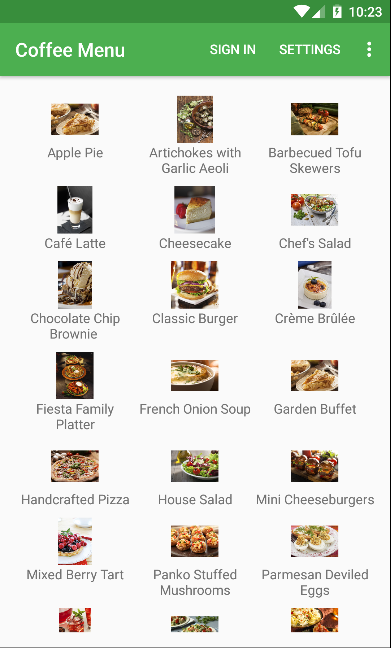 10:23
Coffee Menu SIGN IN SETTINGS
Apple Pie
Artichokes with
Garlic Aeoli
Barbecued Tofu
Skewers
Café Latte
Cheesecake
Chef's Salad
Chocolate Chip
Brownie
Classic Burger
Crème Brûlée
Fiesta Family
Platter
French Onion Soup
Garden Buffet
Handcrafted Pizza
House Salad
Mini Cheeseburgers
Mixed Berry Tart
Panko Stuffed
Mushrooms
Parmesan Deviled
Eggs